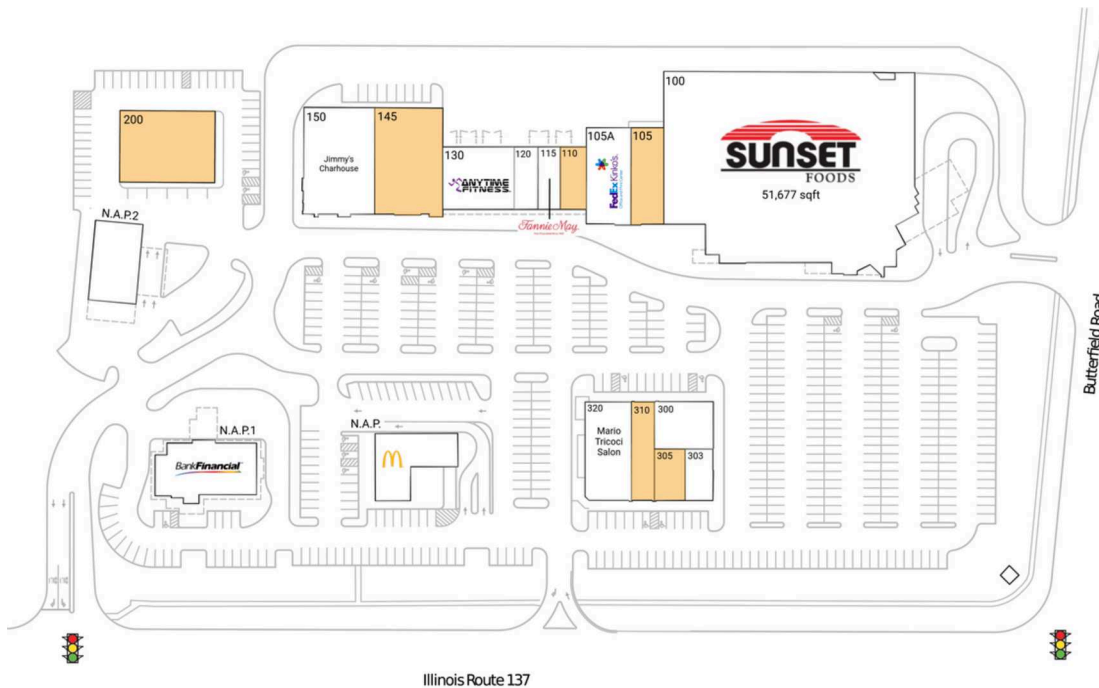 100
200
150
145
105A
105
130
120
115
110
Jimmy's
Charhouse
ANYTIME
FITNESS
FedEx Kinko's
SUNSET
FOODS
51,677 sqft
N.A.P.2
Fannie May
Butterfield Road
320
310
300
N.A.P.
N.A.P.1
Mario
Tricoci
Salon
305
303
BankFinancial
Illinois Route 137